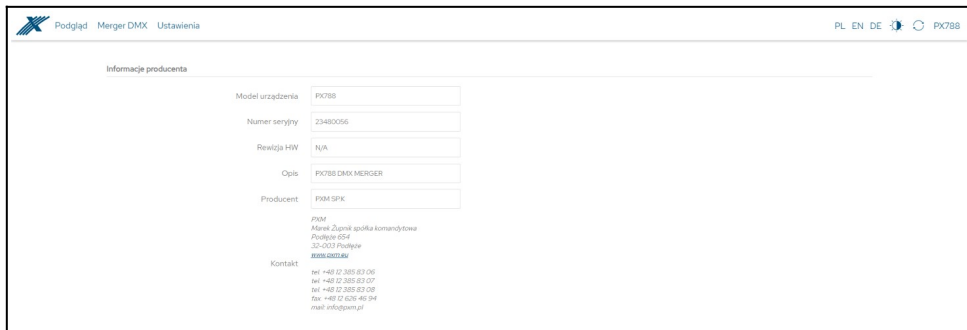 Podgląd Merger DMX Ustawienia PL EN DE PX788
Informacje producenta
Model urządzenia PX788
Numer seryjny 23480056
Rewizja HW N/A
Opis PX788 DMX MERGER
Producent PXM SPK
Kontakt
PXM
Marek Żupnik spółka komandytowa
Podłęże 654
32-003 Podłęże
www.pxm.eu
tel. +48 12 385 83 06
tel. +48 12 385 83 07
tel. +48 12 385 83 08
fax. +48 12 626 46 94
mail: info@pxm.pl